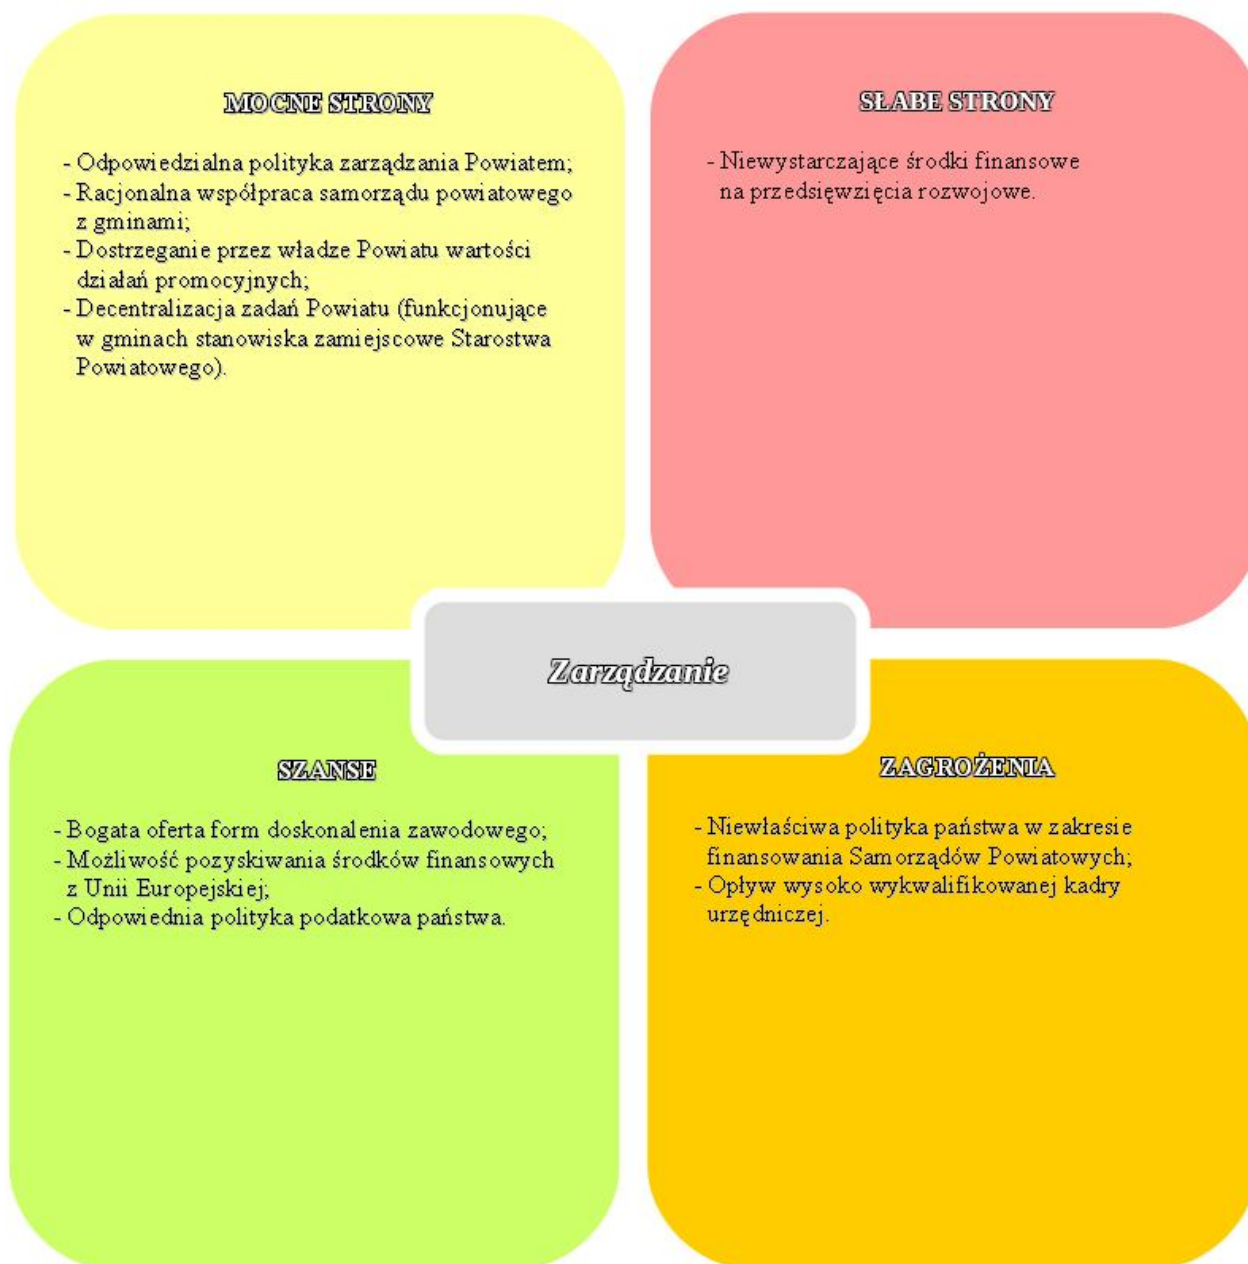 MOCNE STRONY
- Odpowiedzialna polityka zarządzania Powiatem;
- Racjonalna współpraca samorządu powiatowego
z gminami;
- Dostrzeganie przez władze Powiatu wartości
działań promocyjnych;
- Decentralizacja zadań Powiatu (funkcjonujące
w gminach stanowiska zamiejscowe Starostwa
Powiatowego).
SŁABE STRONY
- Niewystarczające środki finansowe
na przedsięwzięcia rozwojowe.
Zarządzanie
SZANSE
- Bogata oferta form doskonalenia zawodowego;
- Możliwość pozyskiwania środków finansowych
z Unii Europejskiej;
- Odpowiednia polityka podatkowa państwa.
ZAGROŻENIA
- Niewłaściwa polityka państwa w zakresie
finansowania Samorządów Powiatowych;
- Opływ wysoko wykwalifikowanej kadry
urzędniczej.